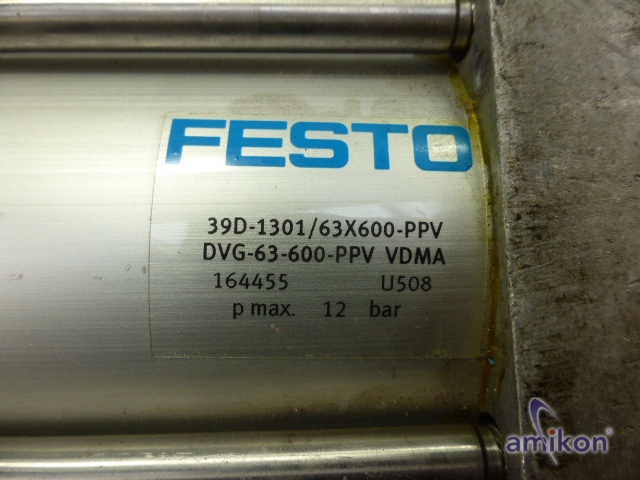 FESTO
39D-1301/63X600-PPV
DVG-63-600-PPV VDMA
164455 U508
p max. 12 bar
amikon